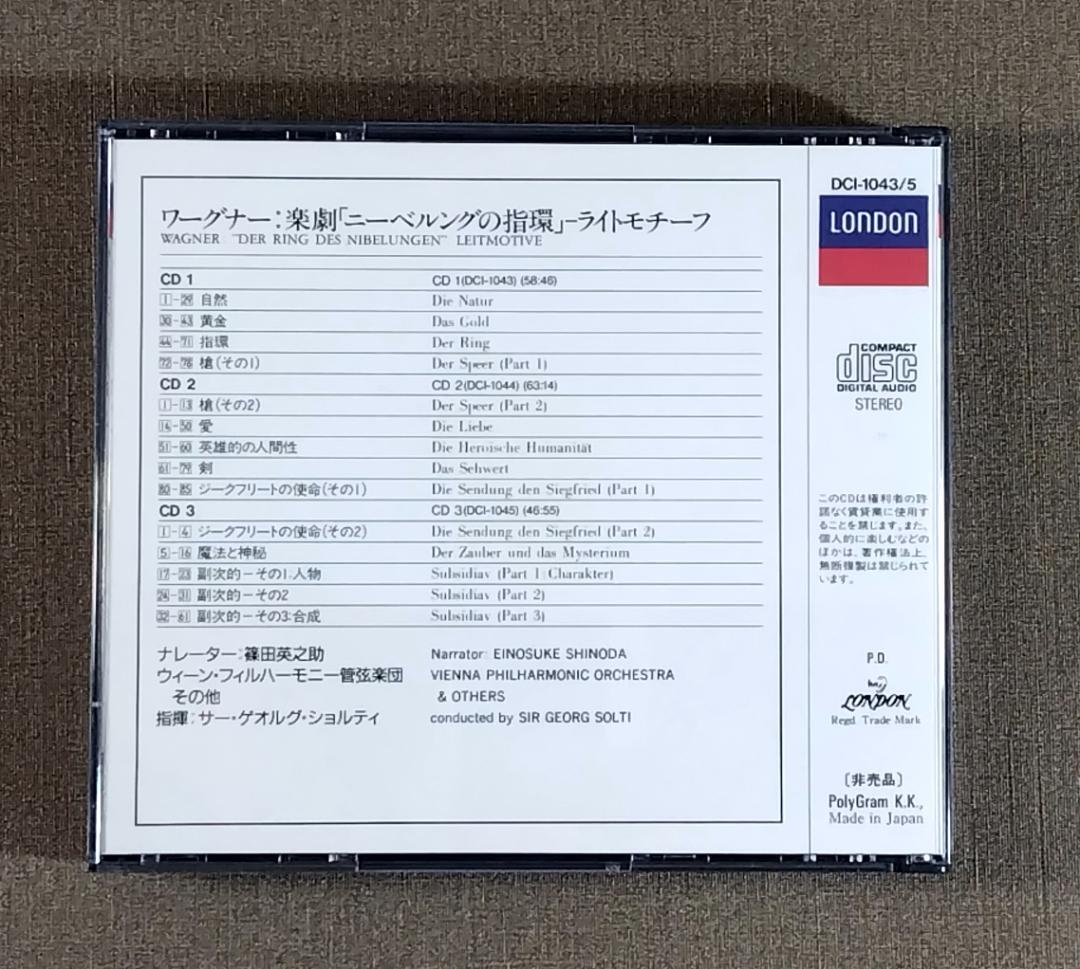 ワーグナー：楽劇「ニーベルングの指環」-ライトモチーフ
WAGNER: "DER RING DES NIBELUNGEN" LEITMOTIVE
CD 1 CD 1(DCI-1043) (58:46)
1-29 自然 Die Natur
30-43 黄金 Das Gold
44-71 指環 Der Ring
72-78 槍(その1) Der Speer (Part 1)
CD 2 CD 2(DCI-1044) (63:14)
1-13 槍(その2) Der Speer (Part 2)
14-50 愛 Die Liebe
51-60 英雄的の人間性 Die Heroische Humanität
61-79 剣 Das Sehwert
80-85 ジークフリートの使命(その1) Die Sendung den Siegfried (Part 1)
CD 3 CD 3(DCI-1045) (46:55)
1-4 ジークフリートの使命(その2) Die Sendung den Siegfried (Part 2)
5-16 魔法と神秘 Der Zauber und das Mysterium
17-23 副次的-その1:人物 Subsidiav (Part 1:Charakter)
24-31 副次的-その2 Subsidiav (Part 2)
32-61 副次的-その3:合成 Subsidiav (Part 3)
ナレーター：篠田英之助 Narrator: EINOSUKE SHINODA
ウィーン・フィルハーモニー管弦楽団 VIENNA PHILHARMONIC ORCHESTRA
その他 & OTHERS
指揮：サー・ゲオルグ・ショルティ conducted by SIR GEORG SOLTI
DCI-1043/5
LONDON
COMPACT
disc
DIGITAL AUDIO
STEREO
このCDは権利者の許
諾なく賃貸業に使用す
ることを禁じます。また、
個人的に楽しむなどの
ほかは、著作権法上、
無断複製は禁じられて
います。
P.D.
LONDON
Regd. Trade Mark
〔非売品〕
PolyGram K.K.,
Made in Japan